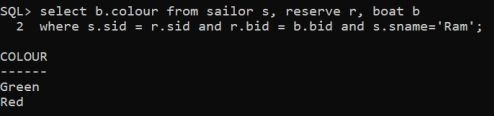 SQL> select b.colour from sailor s, reserve r, boat b
2 where s.sid = r.sid and r.bid = b.bid and s.sname='Ram';
COLOUR
------
Green
Red